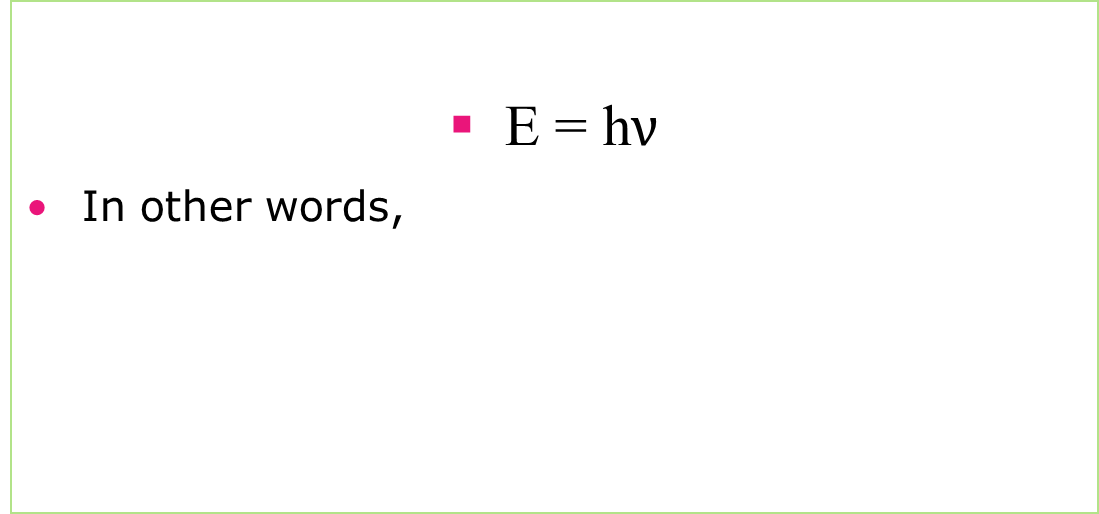 ▪ E = hν
• In other words,